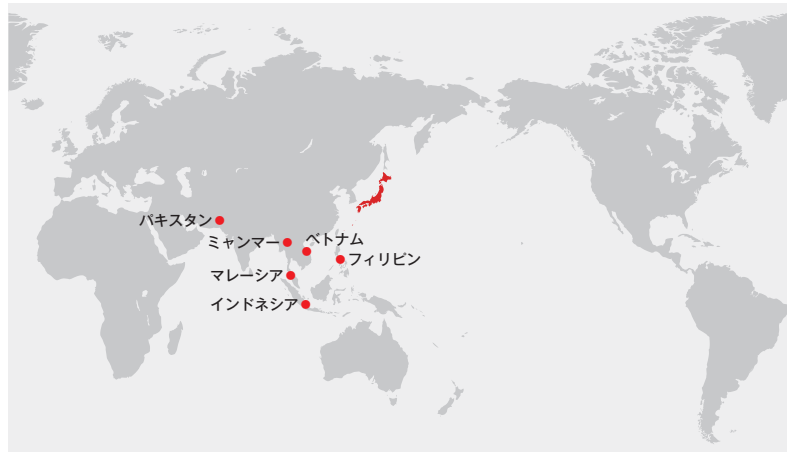 パキスタン
ミャンマー
ベトナム
フィリピン
マレーシア
インドネシア